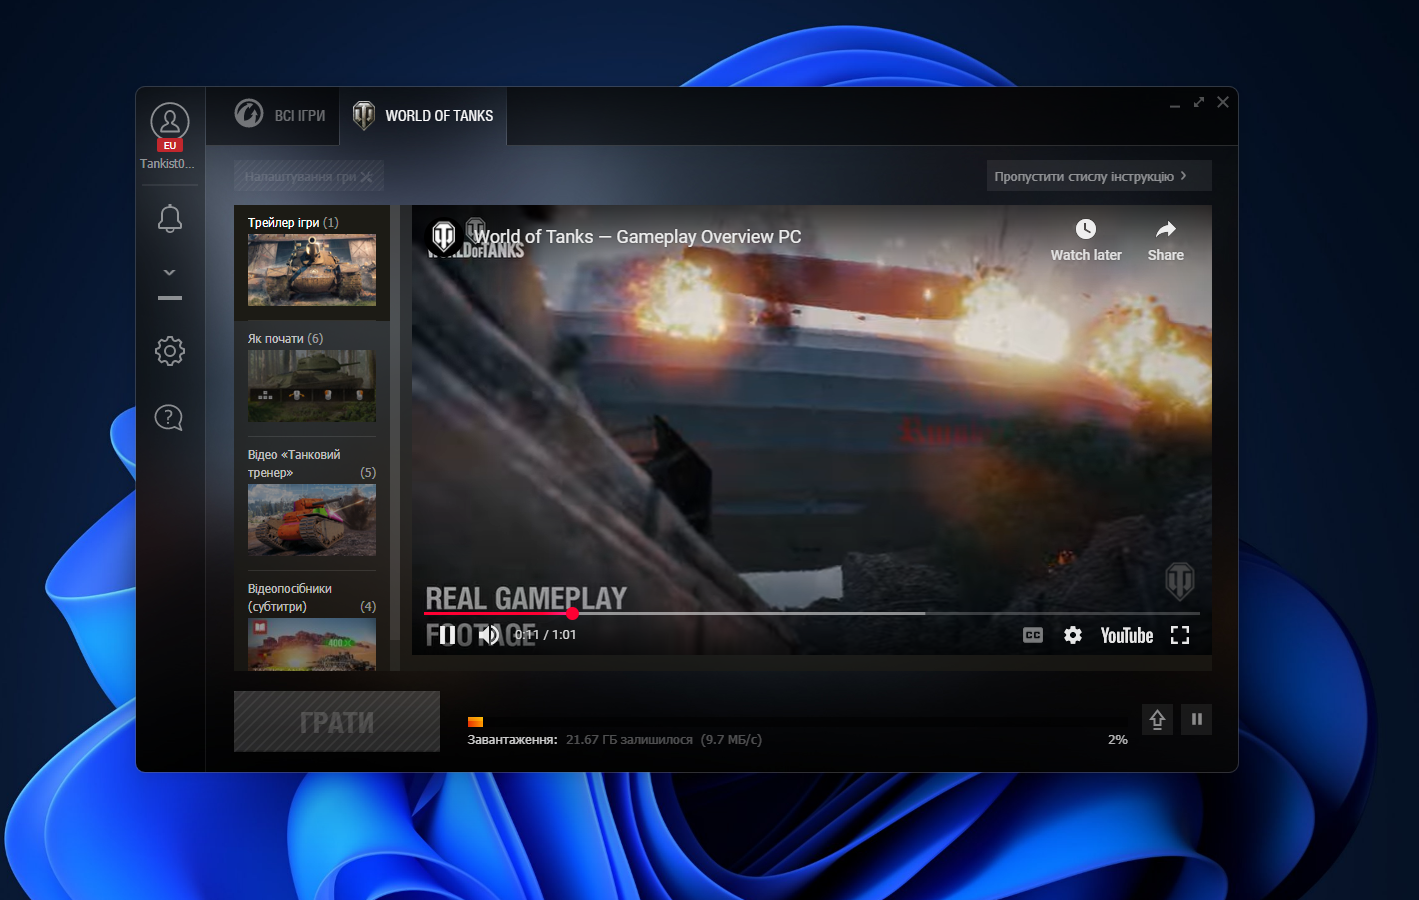 ВСІ ІГРИ
WORLD OF TANKS
EU
Tankist0...
Налаштування гри
Пропустити стислу інструкцію
Трейлер ігри (1)
World of Tanks — Gameplay Overview PC
WORLD OF TANKS
Watch later
Share
Як почати (6)
Відео «Танковий
тренер» (5)
Відеопосібники
(субтитри) (4)
400
REAL GAMEPLAY
FOOTAGE
0:11 / 1:01
CC
YouTube
ГРАТИ
Завантаження: 21.67 ГБ залишилося (9.7 МБ/с)
2%